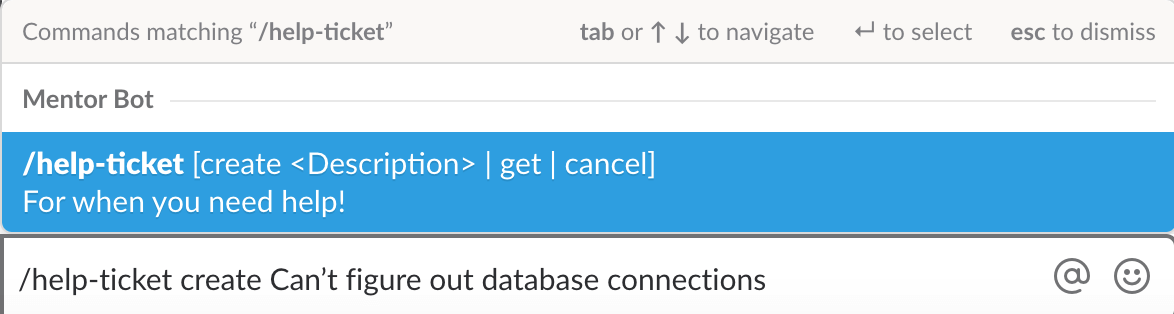 Commands matching “/help-ticket” tab or ↑ ↓ to navigate ↵ to select esc to dismiss
Mentor Bot
/help-ticket [create <Description> | get | cancel]
For when you need help!
/help-ticket create Can’t figure out database connections @